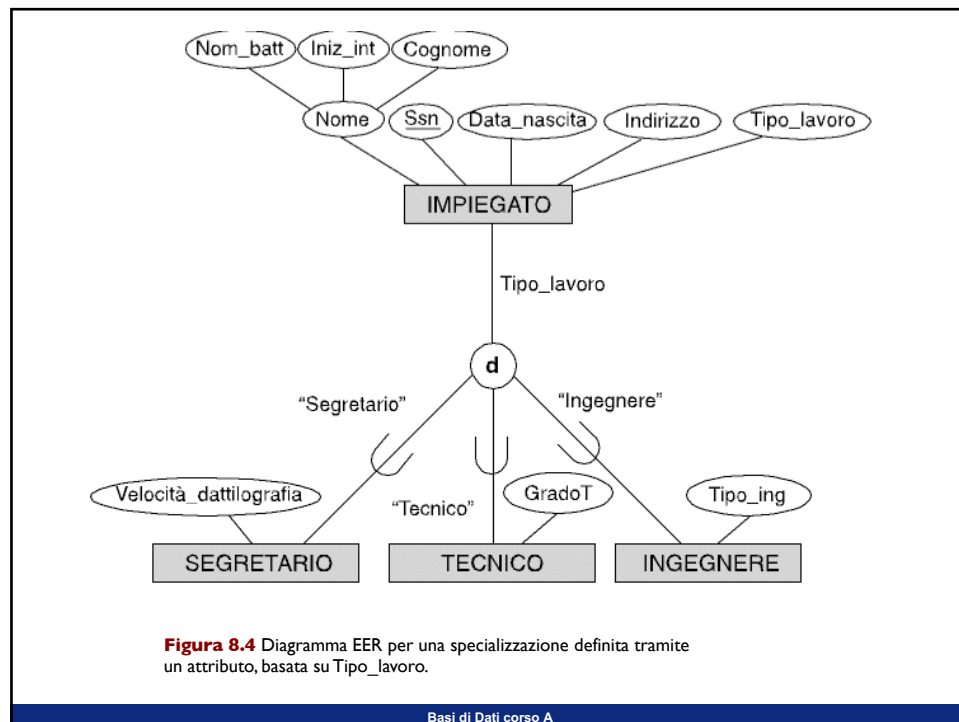 Nom_batt Iniz_int Cognome
Nome Ssn Data_nascita Indirizzo Tipo_lavoro
IMPIEGATO
Tipo_lavoro
d
“Segretario” “Ingegnere”
Velocità_dattilografia “Tecnico” GradoT Tipo_ing
SEGRETARIO TECNICO INGEGNERE
Figura 8.4 Diagramma EER per una specializzazione definita tramite
un attributo, basata su Tipo_lavoro.
Basi di Dati corso A